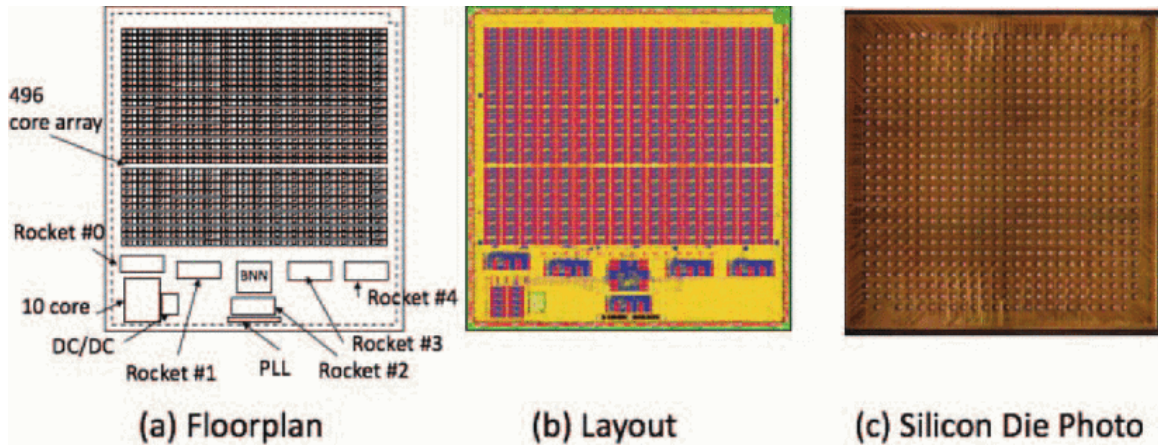 496
core array
Rocket #0
BNN
10 core
Rocket #4
DC/DC
Rocket #3
Rocket #1
PLL
Rocket #2
(a) Floorplan
(b) Layout
(c) Silicon Die Photo